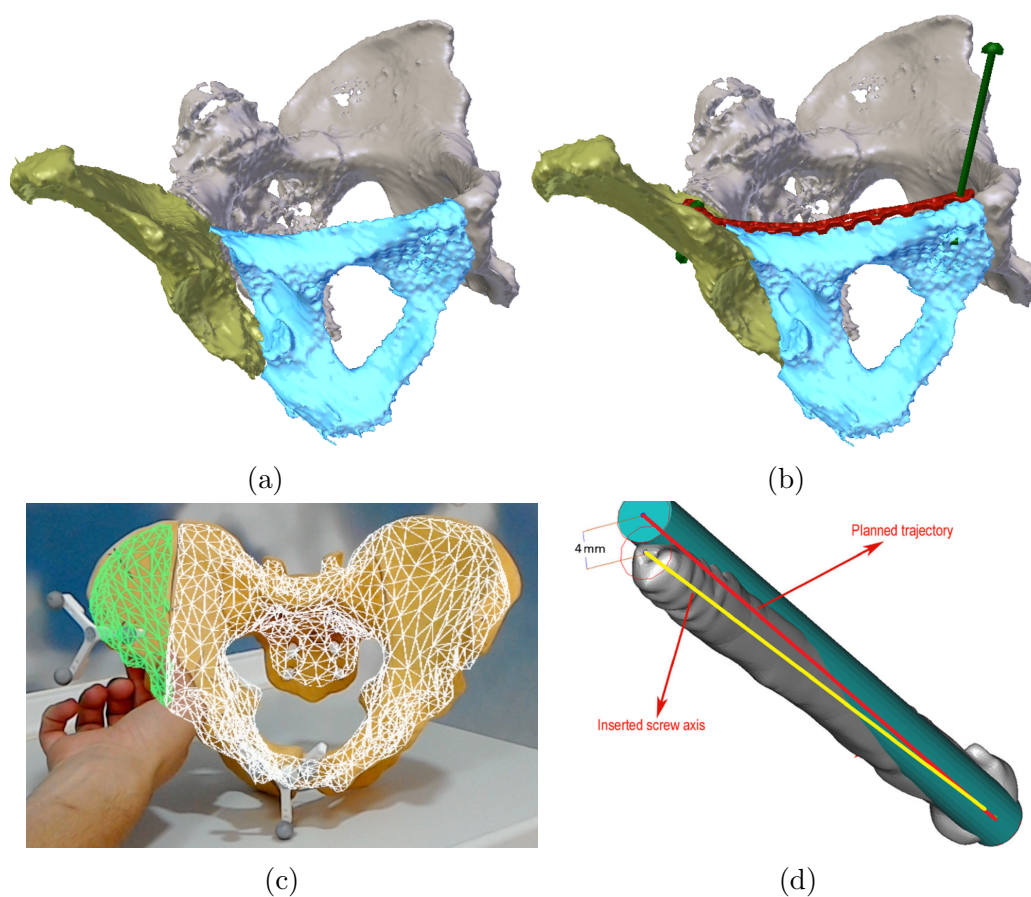 (a)
(b)
4 mm
Planned trajectory
Inserted screw axis
(c)
(d)